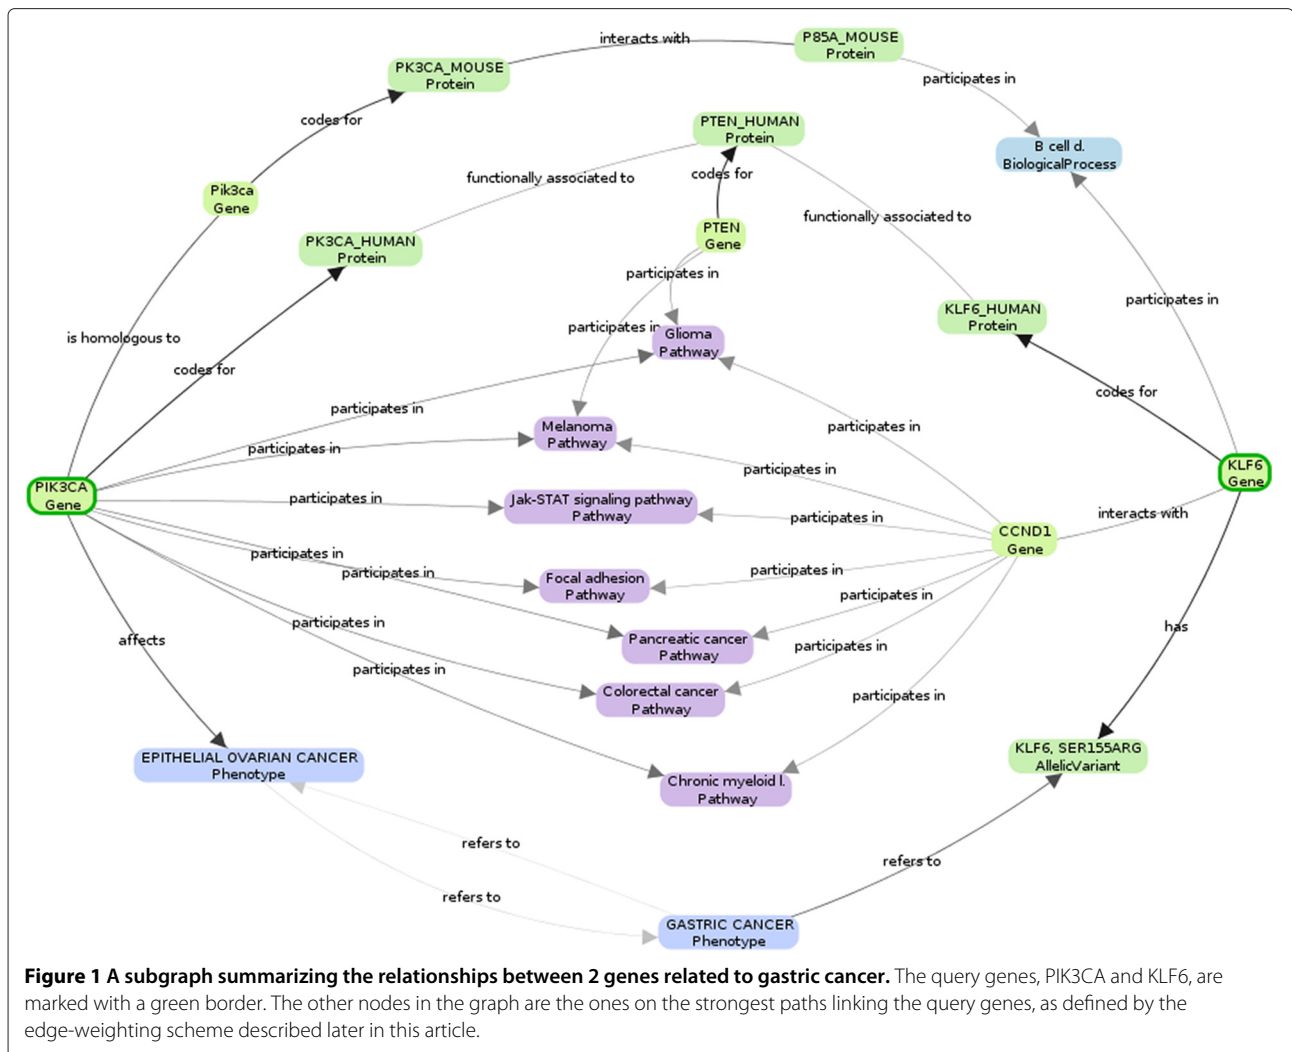 interacts with
P85A_MOUSE
Protein
PK3CA_MOUSE
Protein
participates in
codes for
PTEN_HUMAN
Protein
B cell d.
BiologicalProcess
functionally associated to
codes for
Pik3ca
Gene
functionally associated to
PTEN
Gene
PK3CA_HUMAN
Protein
participates in
participates in
KLF6_HUMAN
Protein
is homologous to
participates in
Glioma
Pathway
codes for
codes for
participates in
participates in
Melanoma
Pathway
participates in
participates in
PIK3CA
Gene
KLF6
Gene
participates in
Jak-STAT signaling pathway
Pathway
participates in
interacts with
CCND1
Gene
participates in
participates in
Focal adhesion
Pathway
participates in
participates in
participates in
affects
Pancreatic cancer
Pathway
participates in
has
participates in
Colorectal cancer
Pathway
participates in
EPITHELIAL OVARIAN CANCER
Phenotype
KLF6, SER155ARG
AllelicVariant
Chronic myeloid l.
Pathway
refers to
refers to
refers to
GASTRIC CANCER
Phenotype
Figure 1 A subgraph summarizing the relationships between 2 genes related to gastric cancer. The query genes, PIK3CA and KLF6, are
marked with a green border. The other nodes in the graph are the ones on the strongest paths linking the query genes, as defined by the
edge-weighting scheme described later in this article.